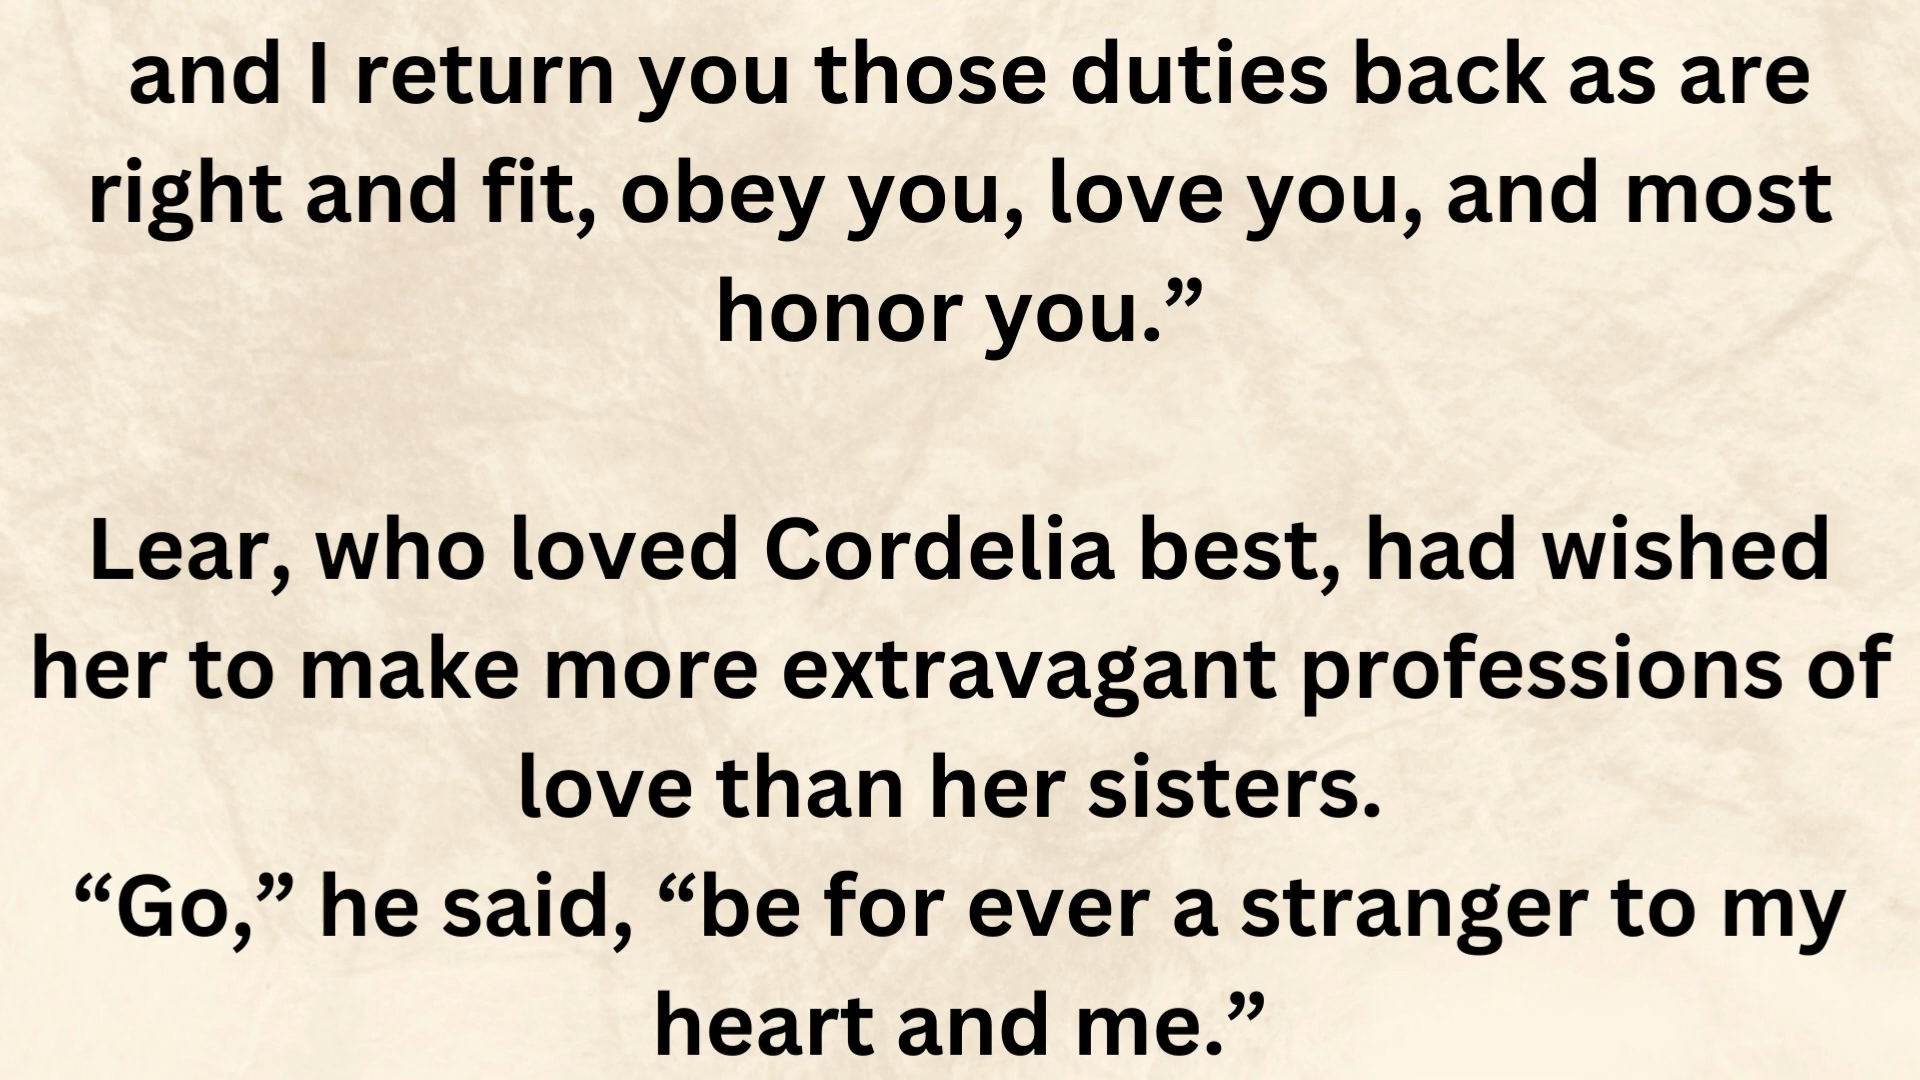 and I return you those duties back as are
right and fit, obey you, love you, and most
honor you.”
Lear, who loved Cordelia best, had wished
her to make more extravagant professions of
love than her sisters.
“Go,” he said, “be for ever a stranger to my
heart and me.”